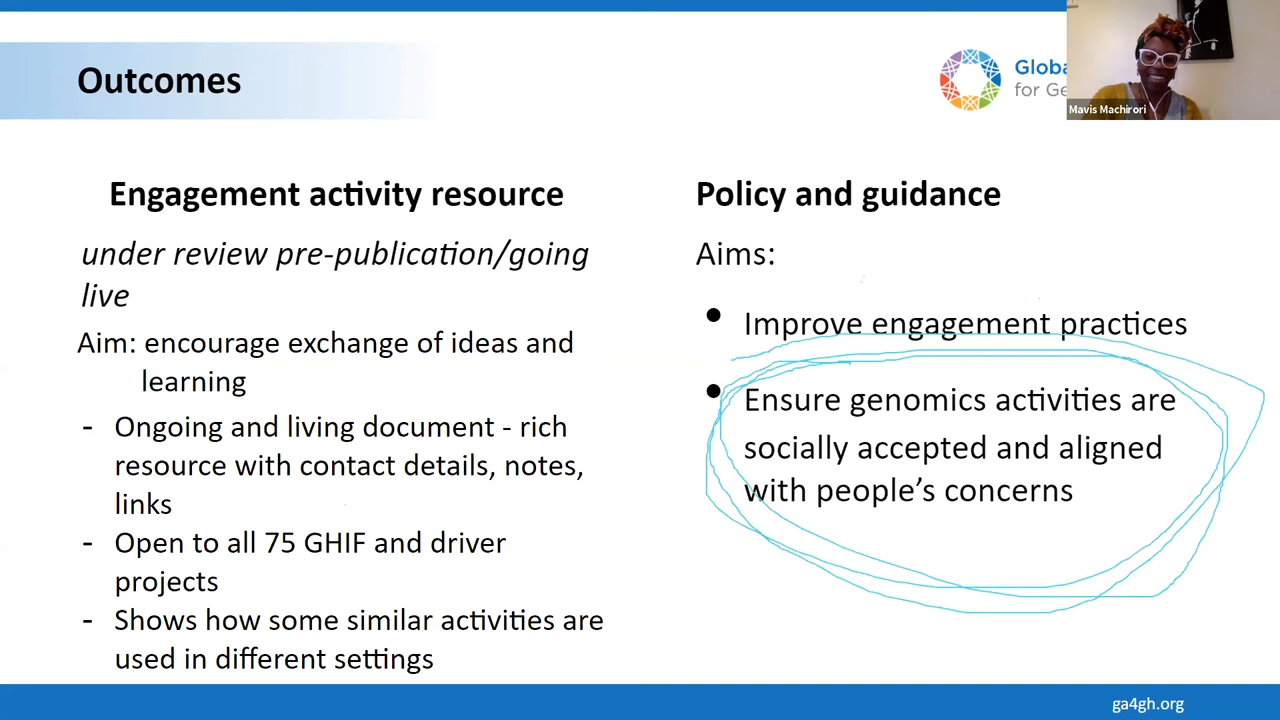 Outcomes
Globa
for Ge
Mavis Machirori
Engagement activity resource
under review pre-publication/going
live
Aim: encourage exchange of ideas and
learning
- Ongoing and living document - rich
resource with contact details, notes,
links
- Open to all 75 GHIF and driver
projects
- Shows how some similar activities are
used in different settings
Policy and guidance
Aims:
• Improve engagement practices
• Ensure genomics activities are
socially accepted and aligned
with people’s concerns
ga4gh.org